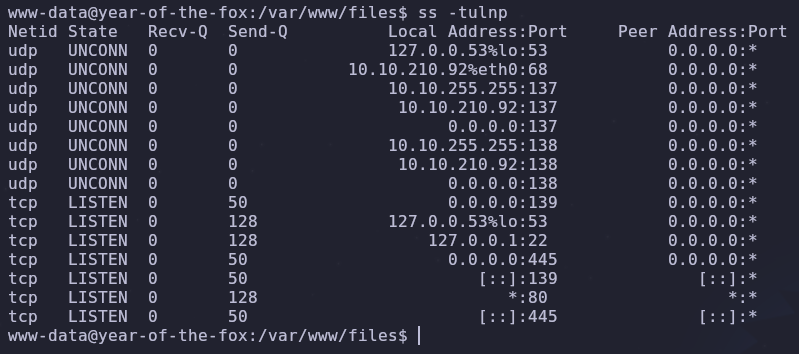 www-data@year-of-the-fox:/var/www/files$ ss -tulnp
Netid State   Recv-Q  Send-Q          Local Address:Port     Peer Address:Port
udp   UNCONN  0       0               127.0.0.53%lo:53            0.0.0.0:*
udp   UNCONN  0       0           10.10.210.92%eth0:68            0.0.0.0:*
udp   UNCONN  0       0               10.10.255.255:137           0.0.0.0:*
udp   UNCONN  0       0                10.10.210.92:137           0.0.0.0:*
udp   UNCONN  0       0                     0.0.0.0:137           0.0.0.0:*
udp   UNCONN  0       0               10.10.255.255:138           0.0.0.0:*
udp   UNCONN  0       0                10.10.210.92:138           0.0.0.0:*
udp   UNCONN  0       0                     0.0.0.0:138           0.0.0.0:*
tcp   LISTEN  0       50                    0.0.0.0:139           0.0.0.0:*
tcp   LISTEN  0       128             127.0.0.53%lo:53            0.0.0.0:*
tcp   LISTEN  0       128                 127.0.0.1:22            0.0.0.0:*
tcp   LISTEN  0       50                    0.0.0.0:445           0.0.0.0:*
tcp   LISTEN  0       50                       [::]:139              [::]:*
tcp   LISTEN  0       128                         *:80                  *:*
tcp   LISTEN  0       50                       [::]:445              [::]:*
www-data@year-of-the-fox:/var/www/files$